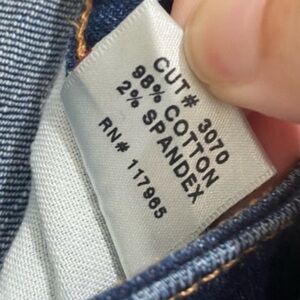 CUT# 3070
98% COTTON
2% SPANDEX
RN# 117965